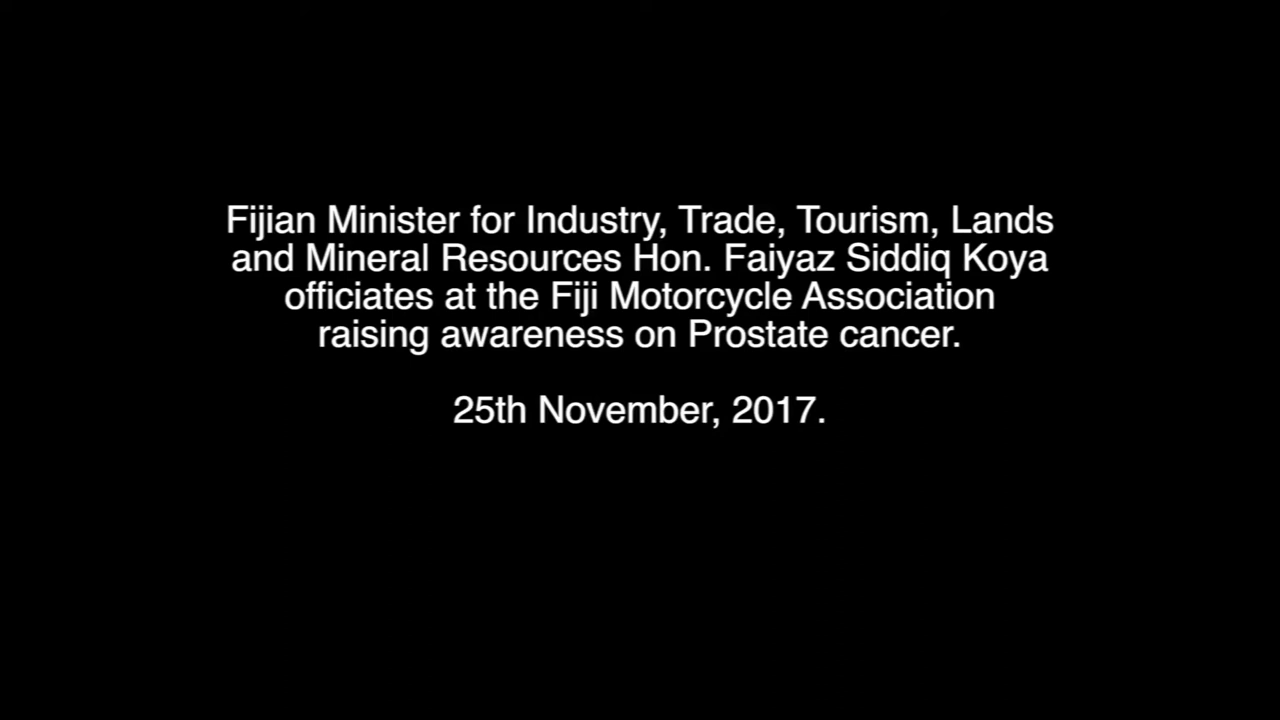 Fijian Minister for Industry, Trade, Tourism, Lands
and Mineral Resources Hon. Faiyaz Siddiq Koya
officiates at the Fiji Motorcycle Association
raising awareness on Prostate cancer.
25th November, 2017.